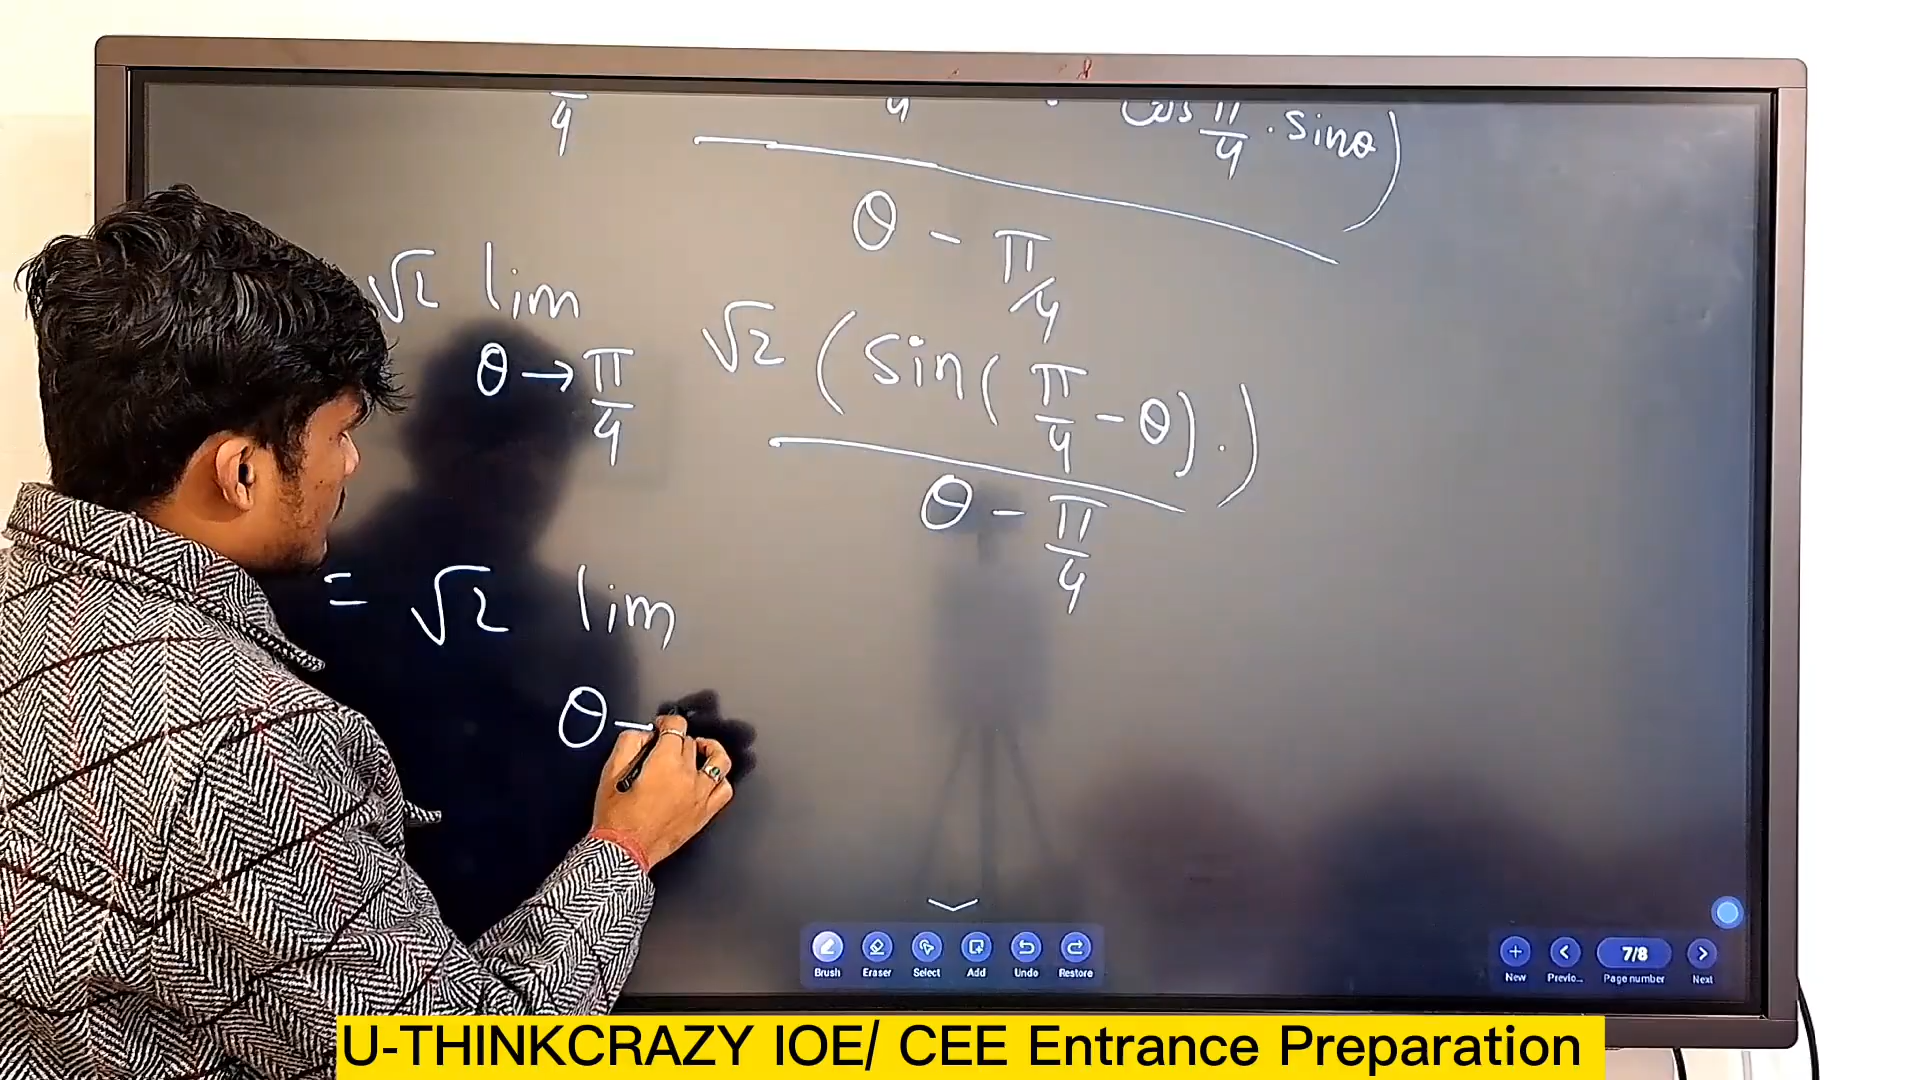 π/4 4 · cos π/4 · sinθ)
θ - π/4
√2 lim √2 (sin(π/4 - θ).)
θ → π/4 θ - π/4
= √2 lim
θ -
Brush Eraser Select Add Undo Restore
New Previo... 7/8 Page number Next
U-THINKCRAZY IOE/ CEE Entrance Preparation